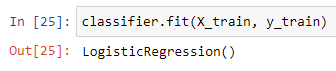 In [25]: classifier.fit(X_train, y_train)
Out[25]: LogisticRegression()